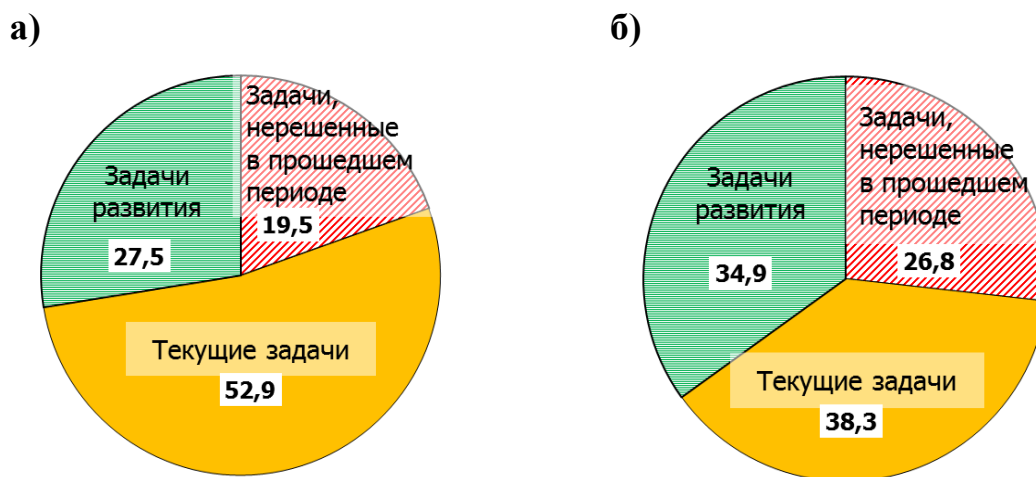 а)
Задачи,
нерешенные
в прошедшем
периоде
19,5
Задачи
развития
27,5
Текущие задачи
52,9
б)
Задачи,
нерешенные
в прошедшем
периоде
26,8
Задачи
развития
34,9
Текущие задачи
38,3